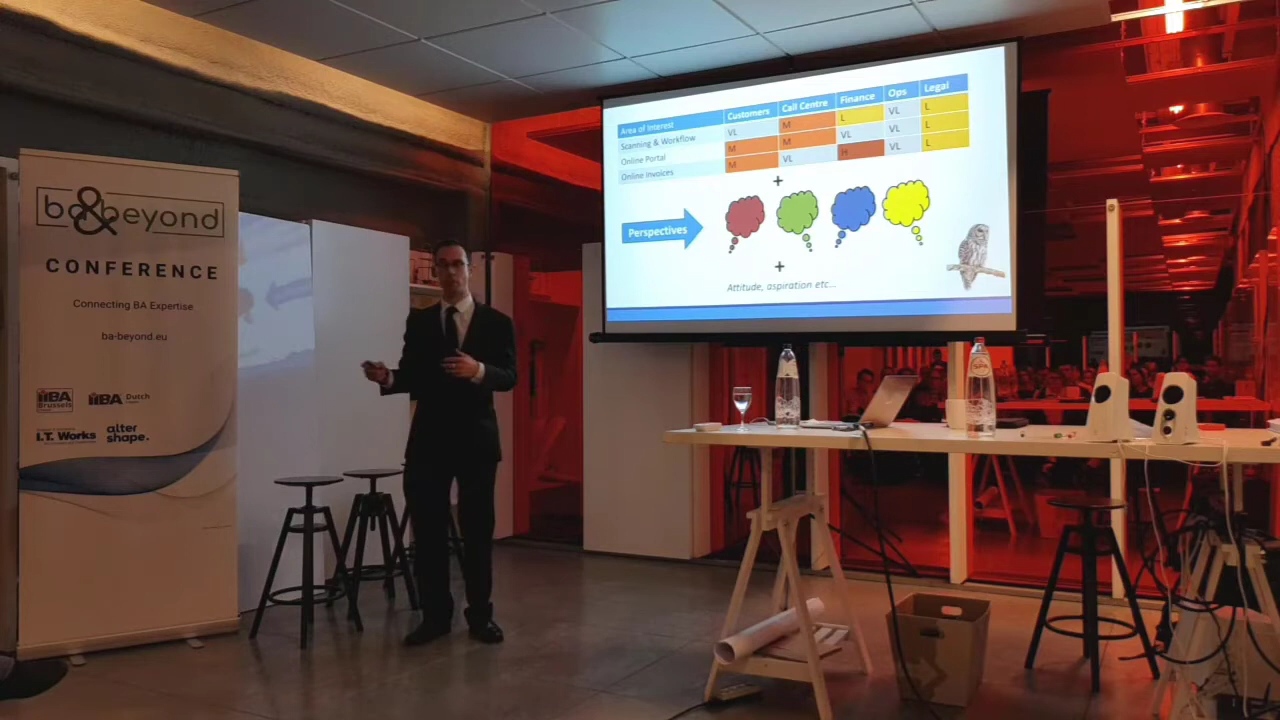 ba&beyond
CONFERENCE
Connecting BA Expertise
ba-beyond.eu
IIBA Brussels
IIBA Dutch
I.T. Works
alter shape.
Area of Interest Customers Call Centre Finance Ops Legal
Scanning & Workflow VL M L VL L
Online Portal M M VL VL L
Online Invoices M VL H VL L
+
Perspectives
+
Attitude, aspiration etc...